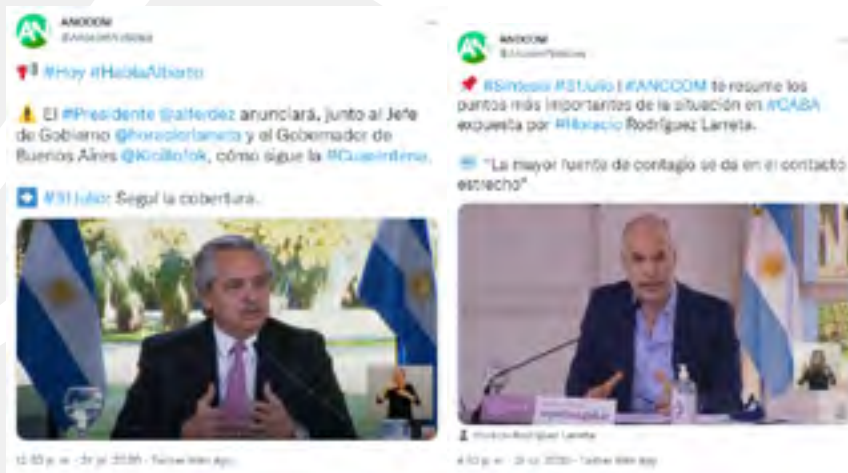 ANCCOM
#Hoy #HablaAlberto
El #Presidente @alferdez anunciará, junto al Jefe
de Gobierno @horaciorlarreta y el Gobernador de
Buenos Aires @Kicillofok, cómo sigue la #Cuarentena.
#31Julio: Seguí la cobertura.
ANCCOM
#Síntesis #31Julio | #ANCCOM te resume los
puntos más importantes de la situación en #CABA
expuesta por #Horacio Rodríguez Larreta.
"La mayor fuente de contagio se da en el contacto
estrecho"
Horacio Rodríguez Larreta